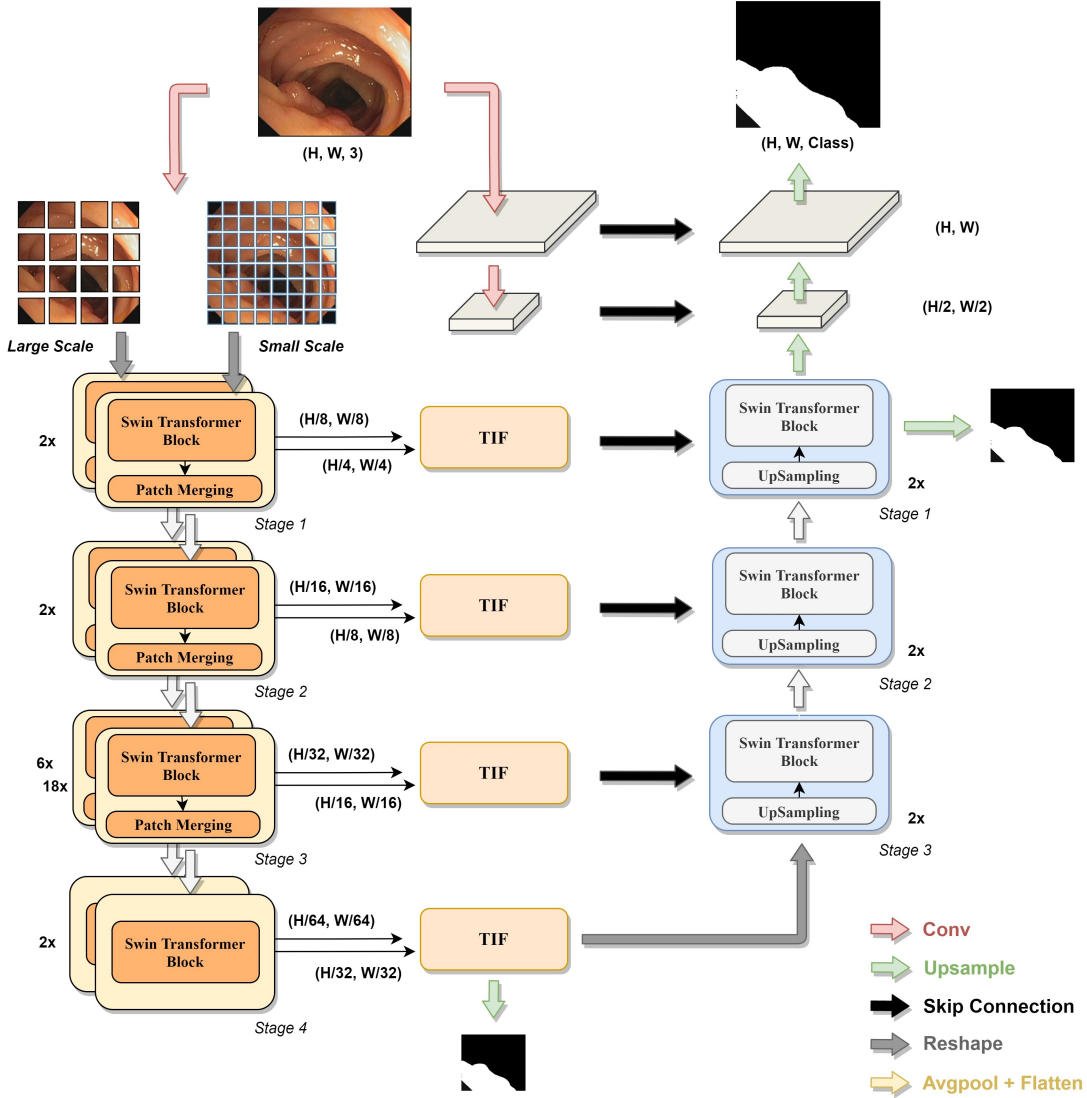 (H, W, 3)
(H, W, Class)
(H, W)
(H/2, W/2)
Large Scale
Small Scale
2x
Swin Transformer
Block
Patch Merging
Stage 1
(H/8, W/8)
(H/4, W/4)
TIF
Swin Transformer
Block
UpSampling
2x
Stage 1
2x
Swin Transformer
Block
Patch Merging
Stage 2
(H/16, W/16)
(H/8, W/8)
TIF
Swin Transformer
Block
UpSampling
2x
Stage 2
6x
18x
Swin Transformer
Block
Patch Merging
Stage 3
(H/32, W/32)
(H/16, W/16)
TIF
Swin Transformer
Block
UpSampling
2x
Stage 3
2x
Swin Transformer
Block
Stage 4
(H/64, W/64)
(H/32, W/32)
TIF
Conv
Upsample
Skip Connection
Reshape
Avgpool + Flatten